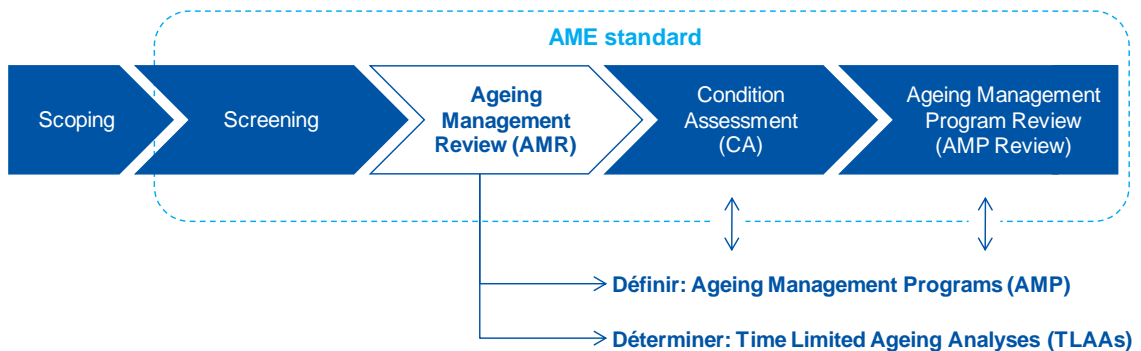 AME standard
Scoping
Screening
Ageing
Management
Review (AMR)
Condition
Assessment
(CA)
Ageing Management
Program Review
(AMP Review)
Définir: Ageing Management Programs (AMP)
Déterminer: Time Limited Ageing Analyses (TLAAs)